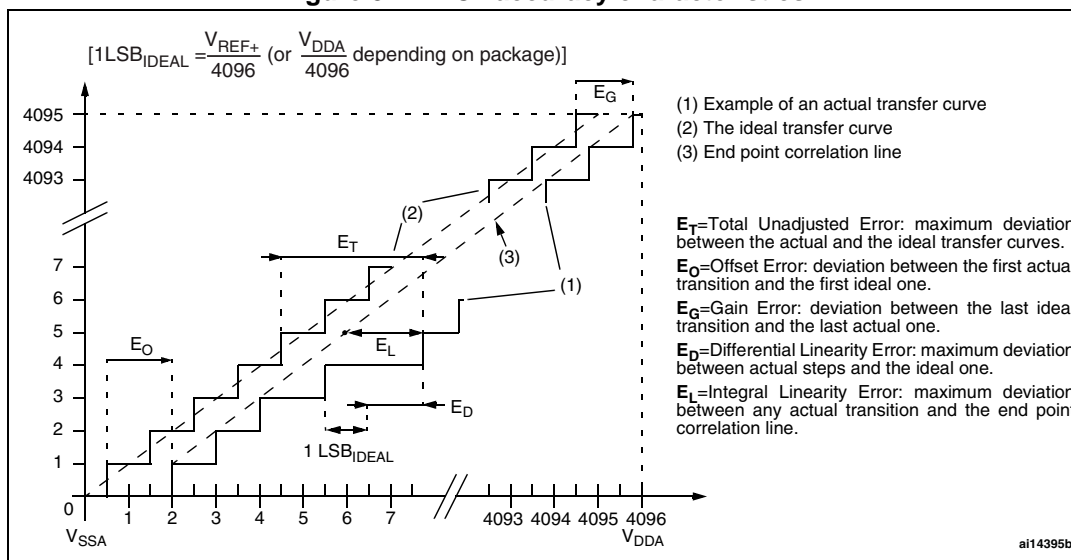 accuracy characteristics
[1LSB_IDEAL = V_REF+ / 4096 (or V_DDA / 4096 depending on package)]
E_G
4095
4094
4093
7
6
5
4
3
2
1
0
(2)
E_T
(3)
(1)
E_O
E_L
E_D
1 LSB_IDEAL
1 2 3 4 5 6 7 4093 4094 4095 4096
V_SSA V_DDA
(1) Example of an actual transfer curve
(2) The ideal transfer curve
(3) End point correlation line
E_T=Total Unadjusted Error: maximum deviation
between the actual and the ideal transfer curves.
E_O=Offset Error: deviation between the first actual
transition and the first ideal one.
E_G=Gain Error: deviation between the last ideal
transition and the last actual one.
E_D=Differential Linearity Error: maximum deviation
between actual steps and the ideal one.
E_L=Integral Linearity Error: maximum deviation
between any actual transition and the end point
correlation line.
ai14395b